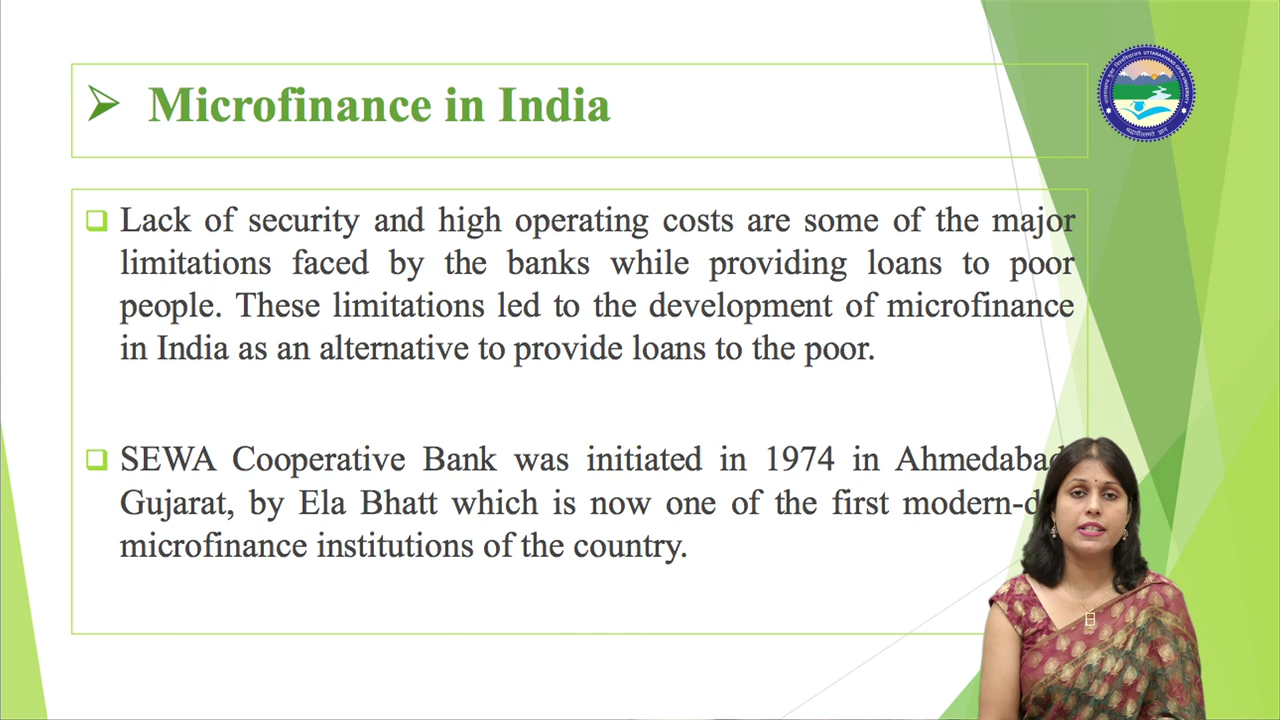 Microfinance in India
UTTARAKHAND OPEN UNIVERSITY
Lack of security and high operating costs are some of the major
limitations faced by the banks while providing loans to poor
people. These limitations led to the development of microfinance
in India as an alternative to provide loans to the poor.
SEWA Cooperative Bank was initiated in 1974 in Ahmedabad
Gujarat, by Ela Bhatt which is now one of the first modern-d
microfinance institutions of the country.